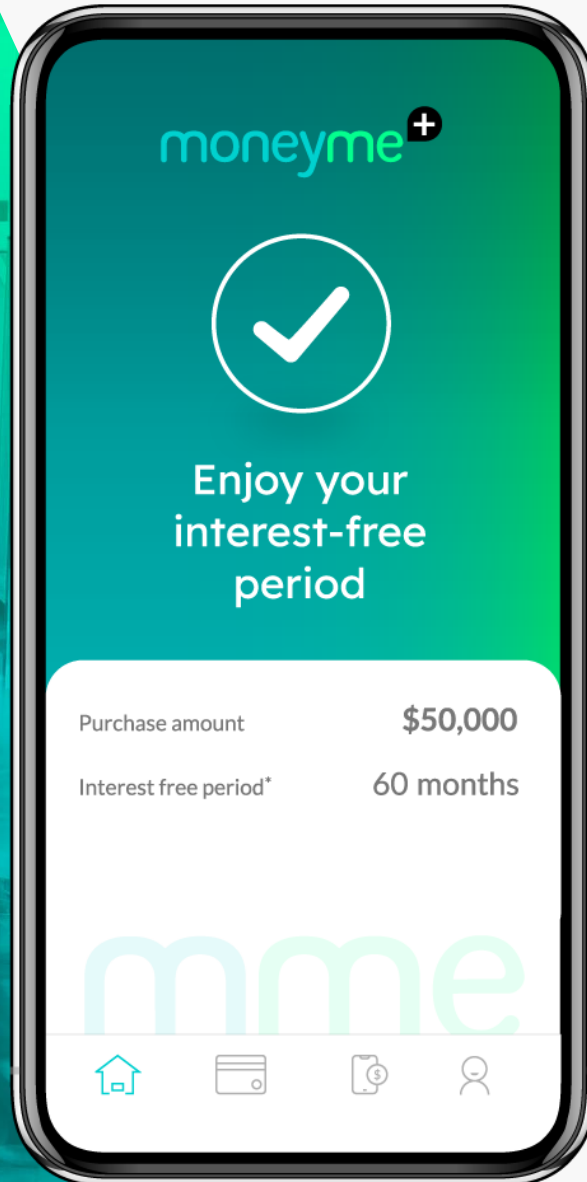 moneyme+
Enjoy your
interest-free
period
Purchase amount $50,000
Interest free period* 60 months
mme
$